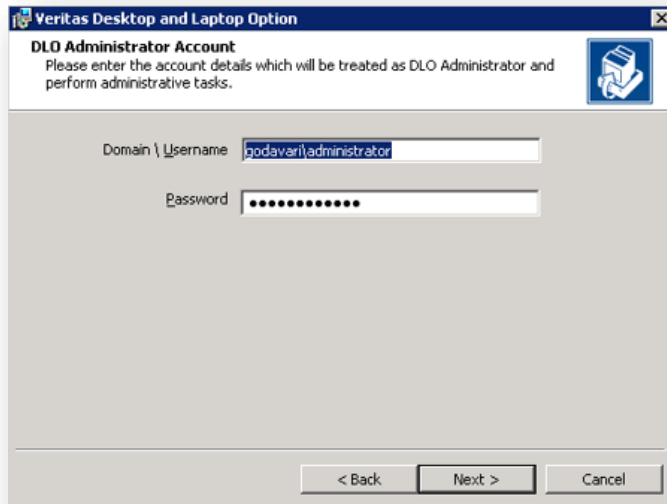 Veritas Desktop and Laptop Option
DLO Administrator Account
Please enter the account details which will be treated as DLO Administrator and
perform administrative tasks.
Domain \ Username
godavari\administrator
Password
●●●●●●●●●●●●
< Back
Next >
Cancel